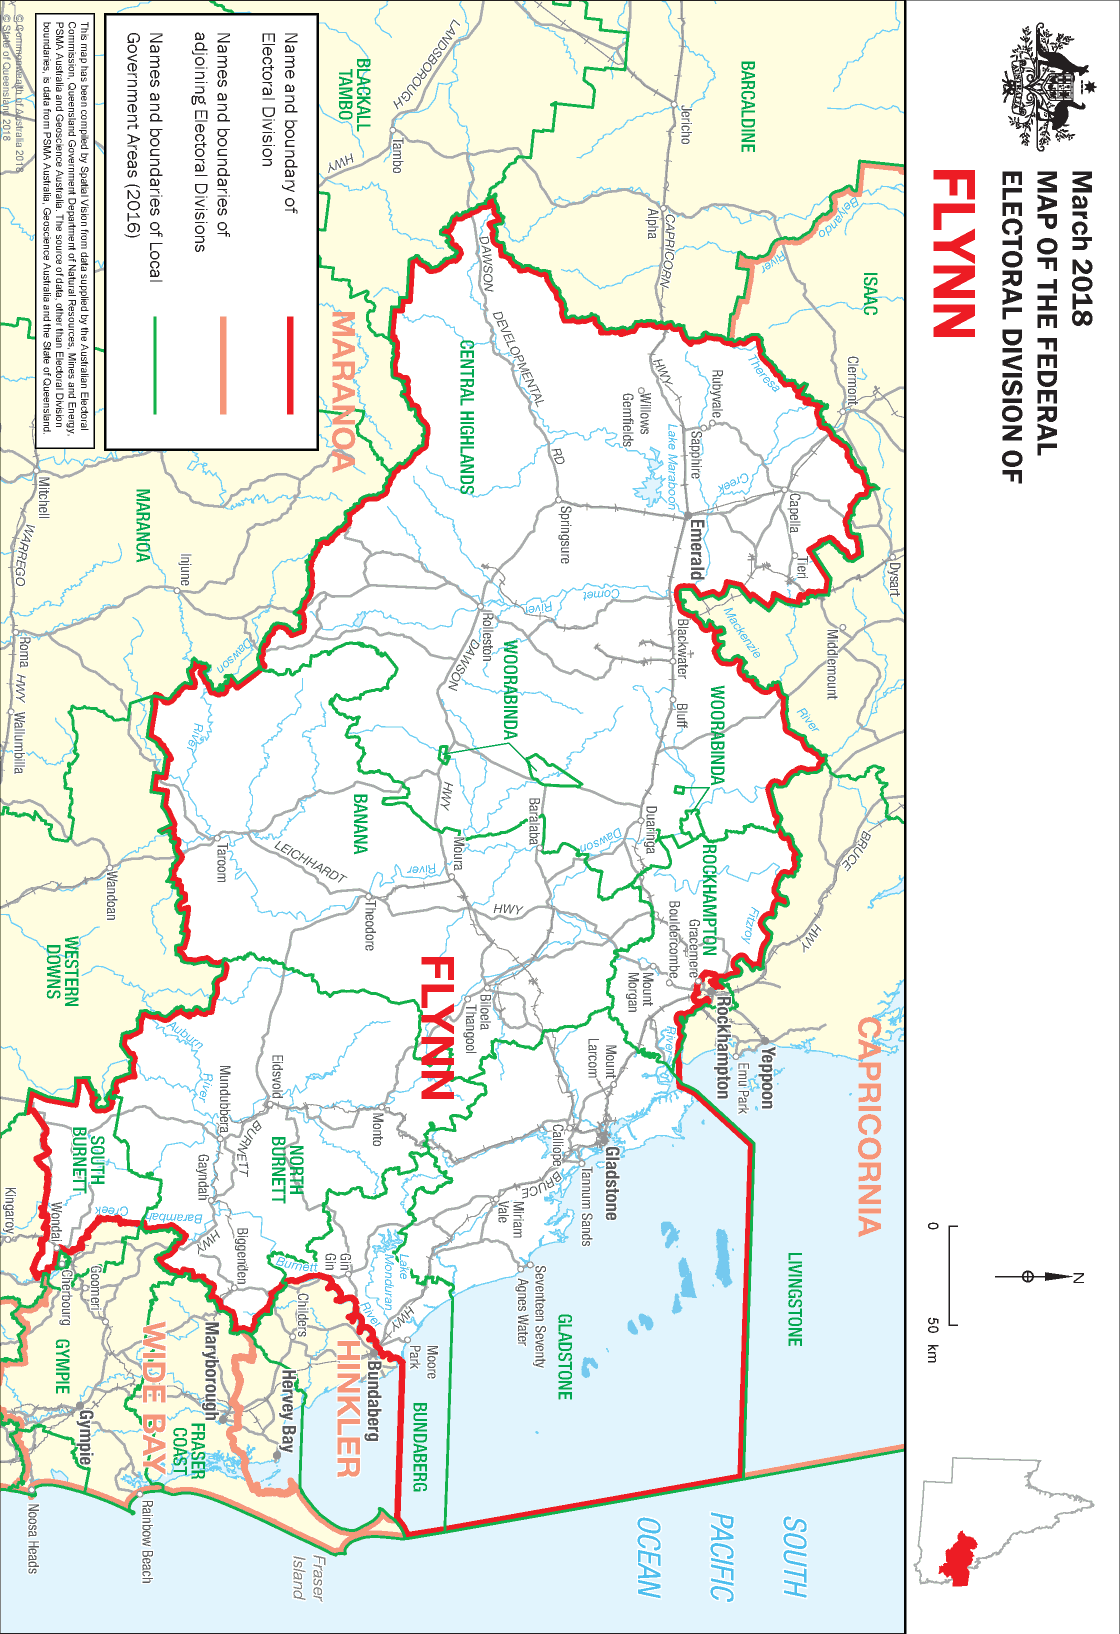 March 2018
MAP OF THE FEDERAL
ELECTORAL DIVISION OF
FLYNN
N
0
50 km
Name and boundary of
Electoral Division
Names and boundaries of
adjoining Electoral Divisions
Names and boundaries of Local
Government Areas (2016)
This map has been compiled by Spatial Vision from data supplied by the Australian Electoral
Commission, Queensland Government Department of Natural Resources, Mines and Energy,
PSMA Australia and Geoscience Australia. The source of data, other than Electoral Division
boundaries, is data from PSMA Australia, Geoscience Australia and the State of Queensland.
© Commonwealth of Australia 2018
© State of Queensland 2018
BARCALDINE
ISAAC
CAPRICORNIA
LIVINGSTONE
SOUTH
PACIFIC
OCEAN
Belyando
River
Jericho
Alpha
CAPRICORN
HWY
Clermont
Dysart
Middlemount
Theresa
Creek
Rubyvale
Sapphire
Willows
Gemfields
Lake Maraboon
Capella
Tieri
Emerald
Mackenzie
River
Blackwater
Bluff
Comet
River
WOORABINDA
BRUCE
HWY
Duaringa
Dawson
ROCKHAMPTON
Fitzroy
River
Gracemere
Bouldercombe
Mount
Morgan
Rockhampton
Yeppoon
Emu Park
LANDSBOROUGH
HWY
BLACKALL
TAMBO
Tambo
DAWSON
DEVELOPMENTAL
RD
CENTRAL HIGHLANDS
Springsure
Rolleston
DAWSON
HWY
WOORABINDA
Baralaba
Moura
River
HWY
BANANA
Biloela
Thangool
FLYNN
Mount
Larcom
Gladstone
Calliope
Tannum Sands
BRUCE
Miriam
Vale
Seventeen Seventy
Agnes Water
GLADSTONE
MARANOA
MARANOA
Injune
Dawson
River
Taroom
LEICHHARDT
Theodore
Mitchell
WARREGO
Roma
HWY
Wallumbilla
Wandoan
WESTERN
DOWNS
Auburn
River
Eidsvold
Monto
Mundubbera
BURNETT
NORTH
BURNETT
Gayndah
HWY
Biggenden
Burnett
River
Gin
Gin
Lake
Monduran
HWY
Moore
Park
BUNDABERG
Bundaberg
HINKLER
Childers
Hervey Bay
Maryborough
WIDE BAY
FRASER
COAST
Fraser
Island
SOUTH
BURNETT
Barambah
Creek
Wondai
Kingaroy
Cherbourg
Goomeri
GYMPIE
Gympie
Rainbow Beach
Noosa Heads